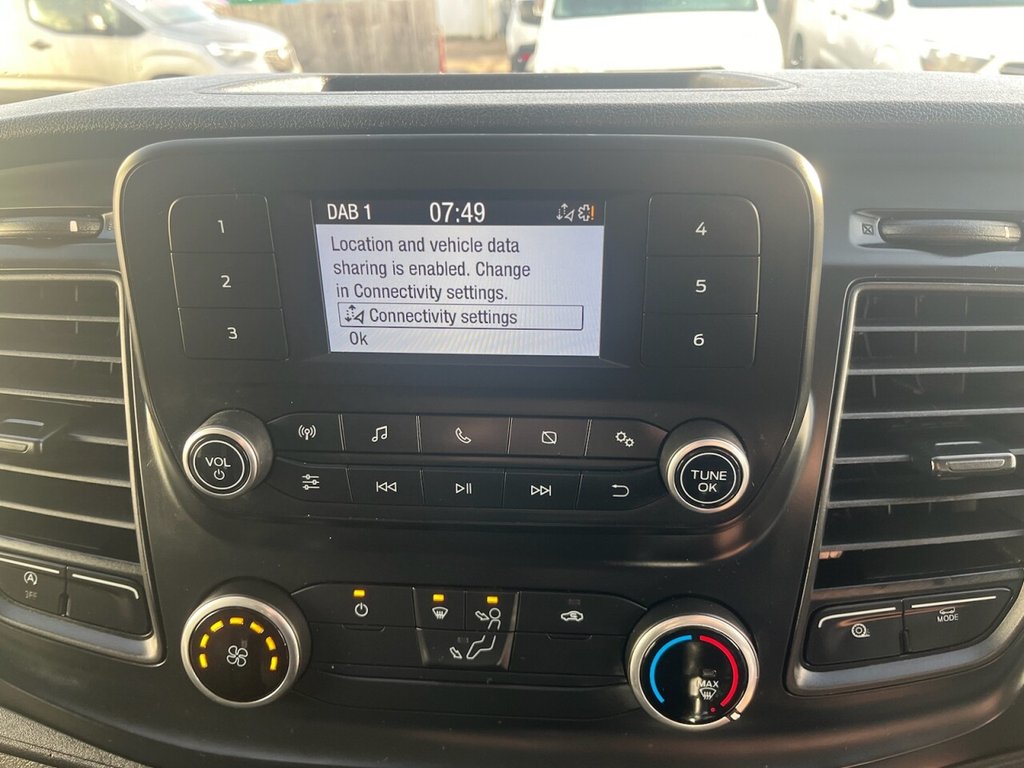 DAB 1 07:49
Location and vehicle data
sharing is enabled. Change
in Connectivity settings.
Connectivity settings
Ok
1
2
3
4
5
6
VOL
TUNE
OK
A
OFF
MAX
MODE